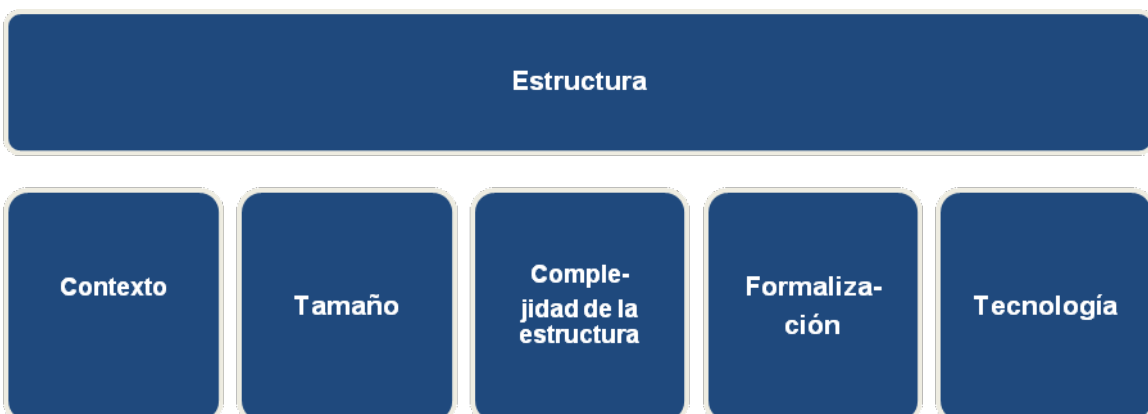 Estructura
Contexto
Tamaño
Comple-
jidad de la
estructura
Formaliza-
ción
Tecnología